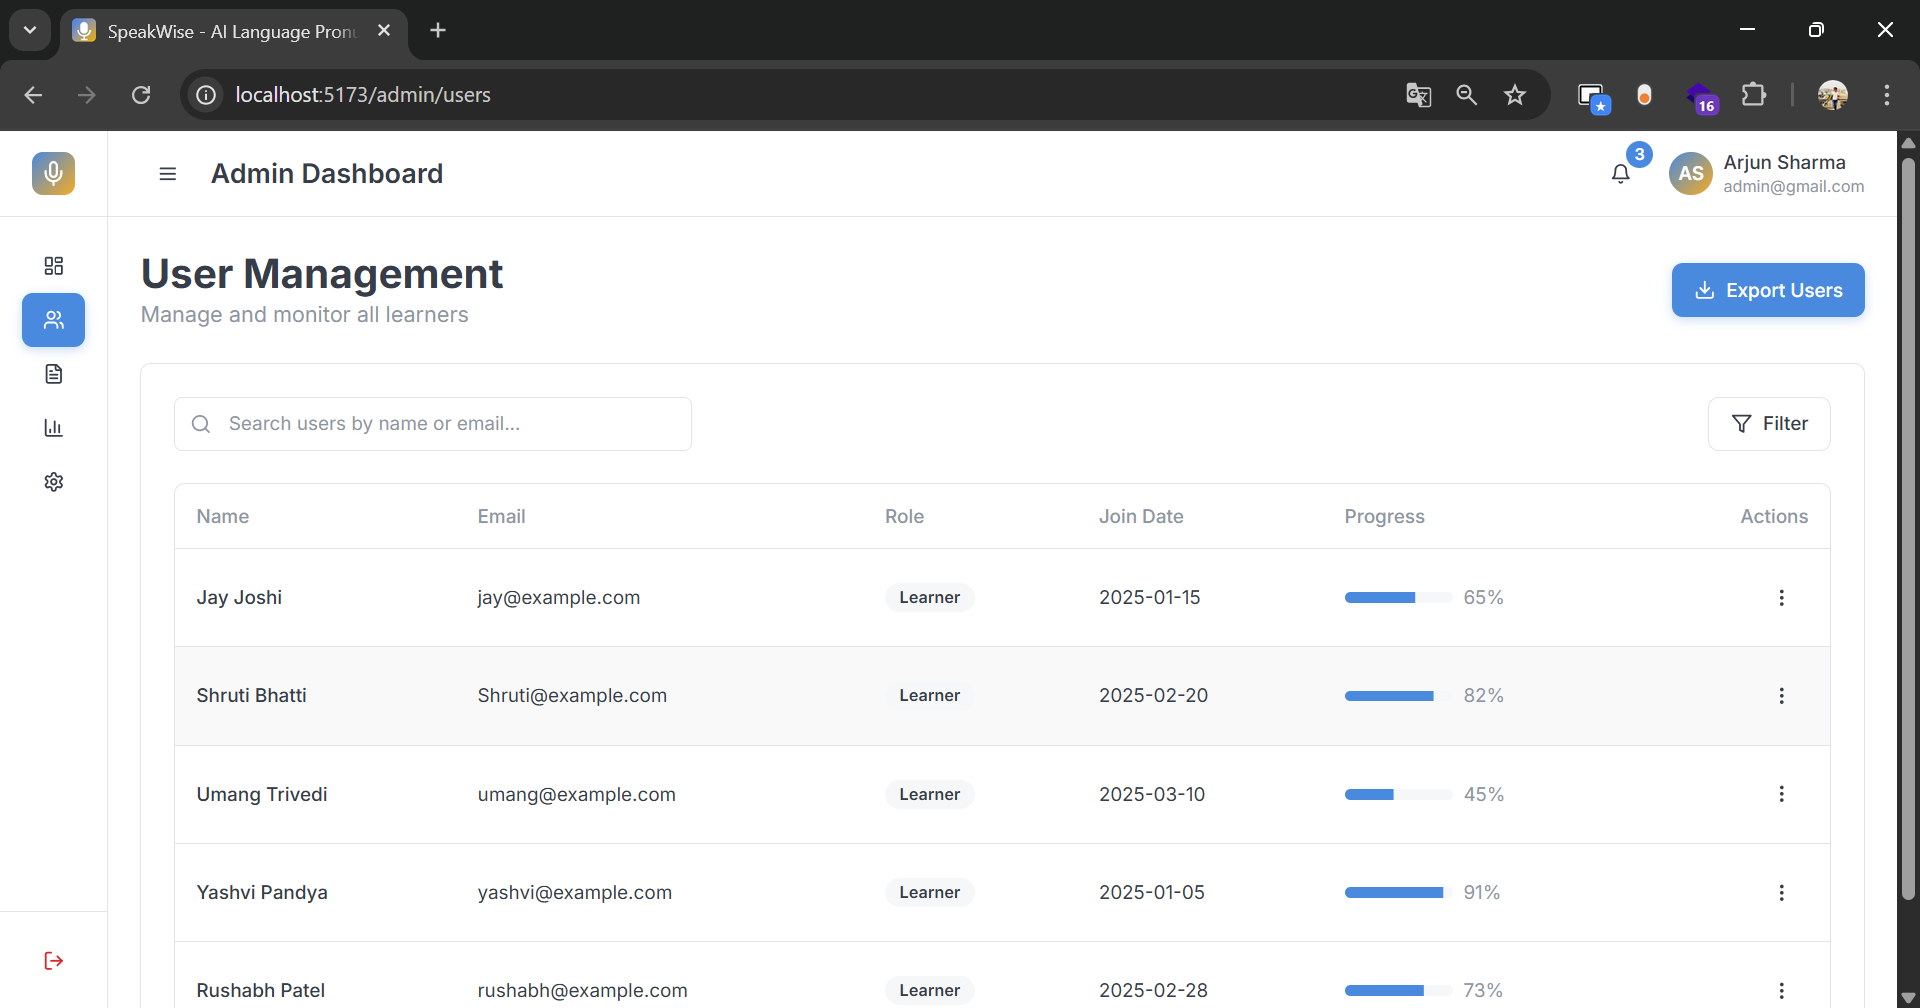 SpeakWise - AI Language Pron
localhost:5173/admin/users
16
Admin Dashboard
3
AS
Arjun Sharma
admin@gmail.com
User Management
Manage and monitor all learners
Export Users
Search users by name or email...
Filter
Name Email Role Join Date Progress Actions
Jay Joshi jay@example.com Learner 2025-01-15 65%
Shruti Bhatti Shruti@example.com Learner 2025-02-20 82%
Umang Trivedi umang@example.com Learner 2025-03-10 45%
Yashvi Pandya yashvi@example.com Learner 2025-01-05 91%
Rushabh Patel rushabh@example.com Learner 2025-02-28 73%